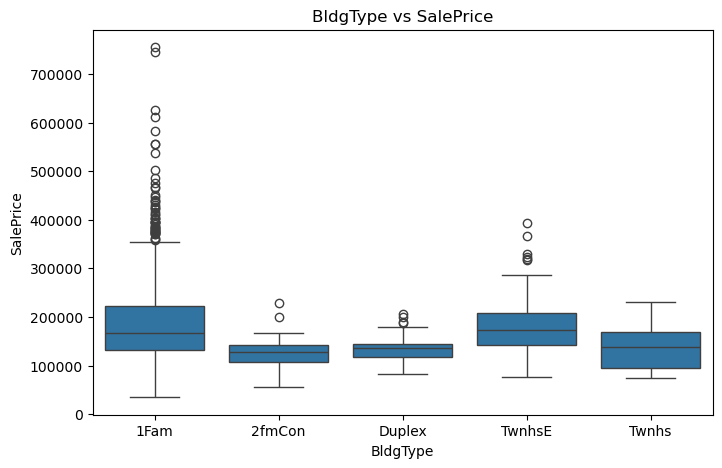 BldgType vs SalePrice
SalePrice
700000
600000
500000
400000
300000
200000
100000
0
1Fam 2fmCon Duplex TwnhsE Twnhs
BldgType